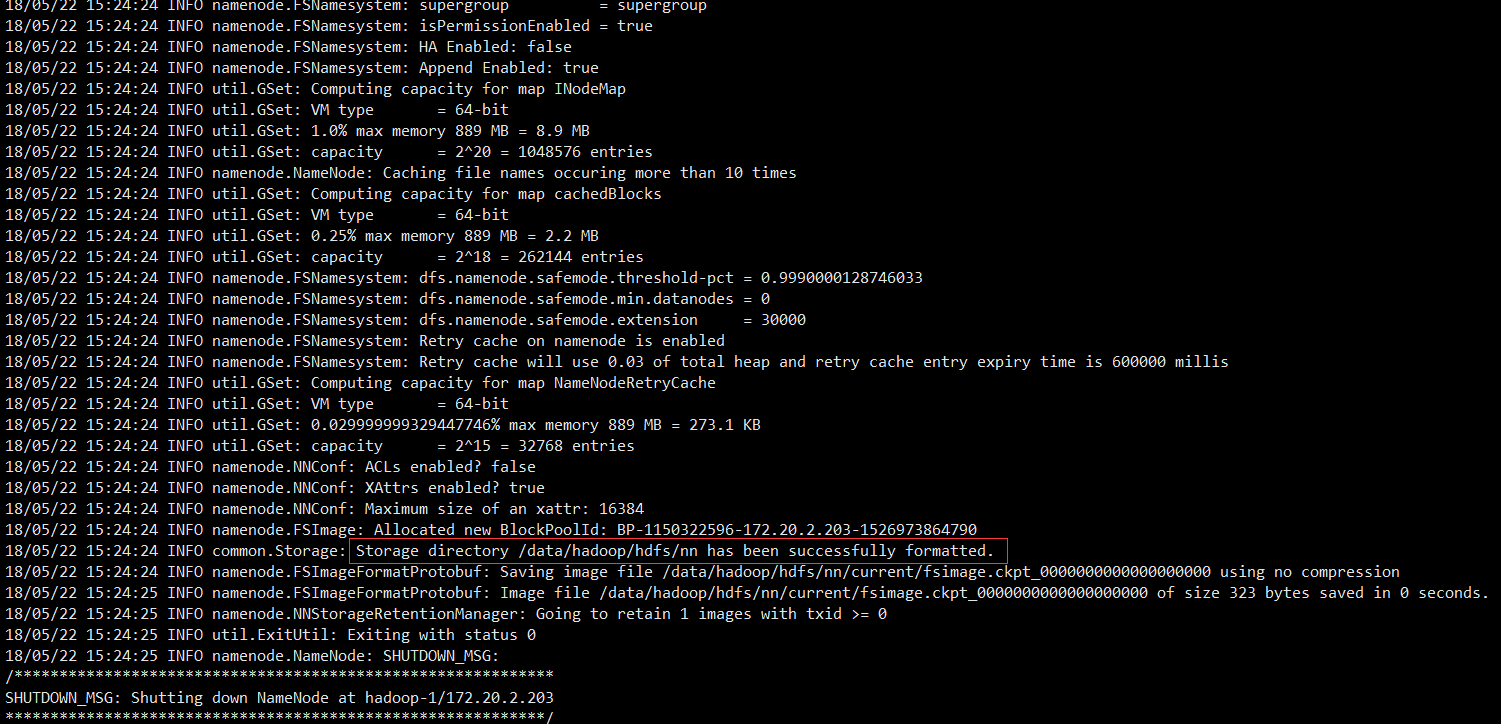 18/05/22 15:24:24 INFO namenode.FSNamesystem: supergroup          = supergroup
18/05/22 15:24:24 INFO namenode.FSNamesystem: isPermissionEnabled = true
18/05/22 15:24:24 INFO namenode.FSNamesystem: HA Enabled: false
18/05/22 15:24:24 INFO namenode.FSNamesystem: Append Enabled: true
18/05/22 15:24:24 INFO util.GSet: Computing capacity for map INodeMap
18/05/22 15:24:24 INFO util.GSet: VM type       = 64-bit
18/05/22 15:24:24 INFO util.GSet: 1.0% max memory 889 MB = 8.9 MB
18/05/22 15:24:24 INFO util.GSet: capacity      = 2^20 = 1048576 entries
18/05/22 15:24:24 INFO namenode.NameNode: Caching file names occuring more than 10 times
18/05/22 15:24:24 INFO util.GSet: Computing capacity for map cachedBlocks
18/05/22 15:24:24 INFO util.GSet: VM type       = 64-bit
18/05/22 15:24:24 INFO util.GSet: 0.25% max memory 889 MB = 2.2 MB
18/05/22 15:24:24 INFO util.GSet: capacity      = 2^18 = 262144 entries
18/05/22 15:24:24 INFO namenode.FSNamesystem: dfs.namenode.safemode.threshold-pct = 0.9990000128746033
18/05/22 15:24:24 INFO namenode.FSNamesystem: dfs.namenode.safemode.min.datanodes = 0
18/05/22 15:24:24 INFO namenode.FSNamesystem: dfs.namenode.safemode.extension     = 30000
18/05/22 15:24:24 INFO namenode.FSNamesystem: Retry cache on namenode is enabled
18/05/22 15:24:24 INFO namenode.FSNamesystem: Retry cache will use 0.03 of total heap and retry cache entry expiry time is 600000 millis
18/05/22 15:24:24 INFO util.GSet: Computing capacity for map NameNodeRetryCache
18/05/22 15:24:24 INFO util.GSet: VM type       = 64-bit
18/05/22 15:24:24 INFO util.GSet: 0.029999999329447746% max memory 889 MB = 273.1 KB
18/05/22 15:24:24 INFO util.GSet: capacity      = 2^15 = 32768 entries
18/05/22 15:24:24 INFO namenode.NNConf: ACLs enabled? false
18/05/22 15:24:24 INFO namenode.NNConf: XAttrs enabled? true
18/05/22 15:24:24 INFO namenode.NNConf: Maximum size of an xattr: 16384
18/05/22 15:24:24 INFO namenode.FSImage: Allocated new BlockPoolId: BP-1150322596-172.20.2.203-1526973864790
18/05/22 15:24:24 INFO common.Storage: Storage directory /data/hadoop/hdfs/nn has been successfully formatted.
18/05/22 15:24:24 INFO namenode.FSImageFormatProtobuf: Saving image file /data/hadoop/hdfs/nn/current/fsimage.ckpt_0000000000000000000 using no compression
18/05/22 15:24:25 INFO namenode.FSImageFormatProtobuf: Image file /data/hadoop/hdfs/nn/current/fsimage.ckpt_0000000000000000000 of size 323 bytes saved in 0 seconds.
18/05/22 15:24:25 INFO namenode.NNStorageRetentionManager: Going to retain 1 images with txid >= 0
18/05/22 15:24:25 INFO util.ExitUtil: Exiting with status 0
18/05/22 15:24:25 INFO namenode.NameNode: SHUTDOWN_MSG:
/************************************************************
SHUTDOWN_MSG: Shutting down NameNode at hadoop-1/172.20.2.203
************************************************************/